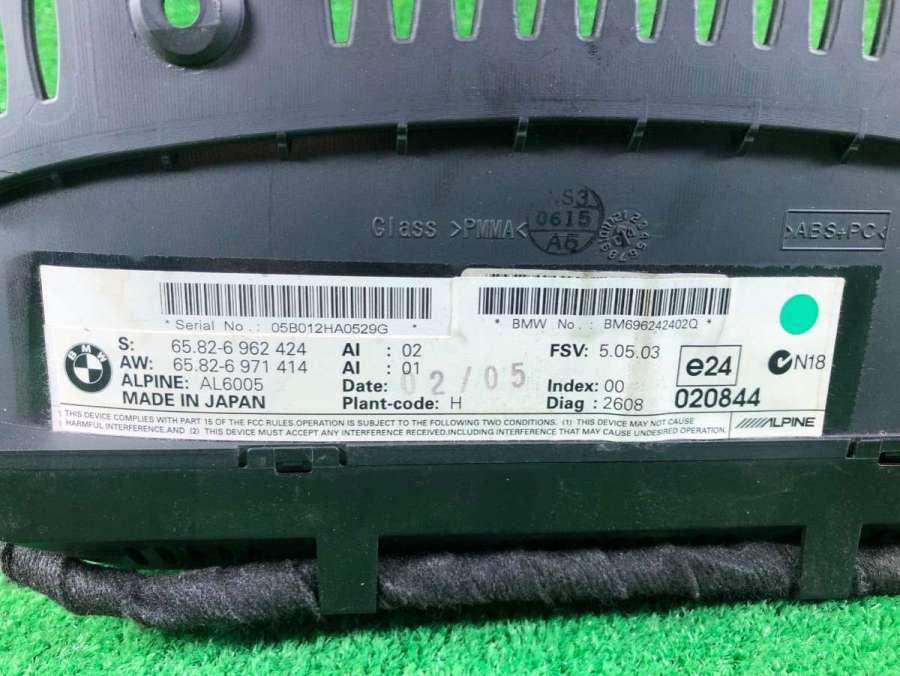 Glass >PMMA<
0615
A6
>ABS+PC<
* Serial No.: 05B012HA0529G *
* BMW No.: BM696242402Q *
BMW
S: 65.82-6 962 424
AW: 65.82-6 971 414
ALPINE: AL6005
MADE IN JAPAN
AI : 02
AI : 01
Date: 02/05
Plant-code: H
FSV: 5.05.03
Index: 00
Diag : 2608
e24
020844
N18
THIS DEVICE COMPLIES WITH PART 15 OF THE FCC RULES.OPERATION IS SUBJECT TO THE FOLLOWING TWO CONDITIONS. (1) THIS DEVICE MAY NOT CAUSE
HARMFUL INTERFERENCE,AND (2) THIS DEVICE MUST ACCEPT ANY INTERFERENCE RECEIVED,INCLUDING INTERFERENCE THAT MAY CAUSE UNDESIRED OPERATION.
ALPINE